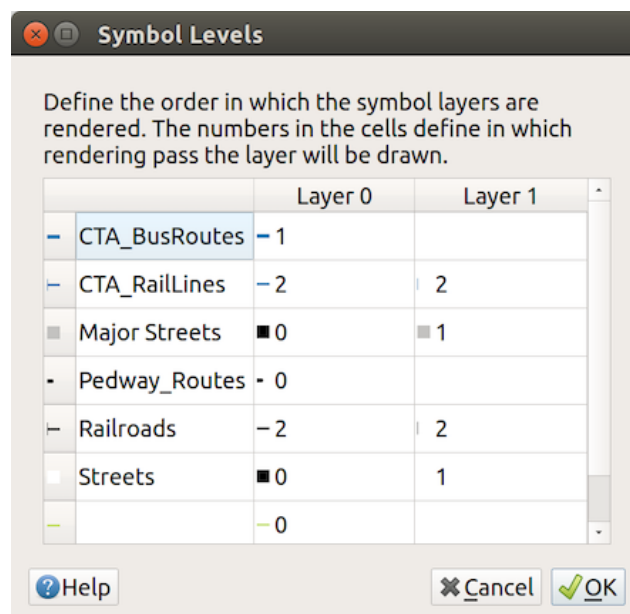 Symbol Levels
Define the order in which the symbol layers are
rendered. The numbers in the cells define in which
rendering pass the layer will be drawn.
Layer 0 Layer 1
CTA_BusRoutes 1
CTA_RailLines 2 2
Major Streets 0 1
Pedway_Routes 0
Railroads 2 2
Streets 0 1
0
Help Cancel OK